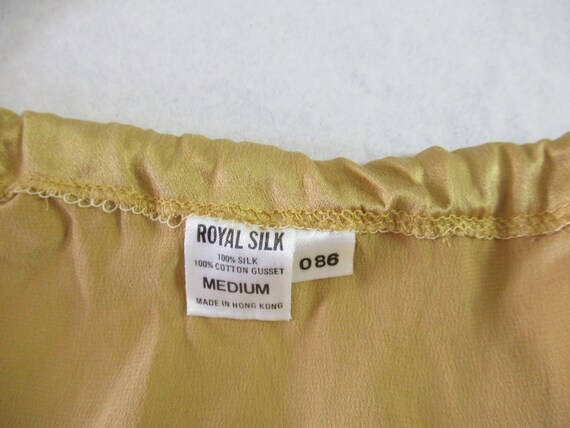 ROYAL SILK
100% SILK
100% COTTON GUSSET
MEDIUM
MADE IN HONG KONG
086